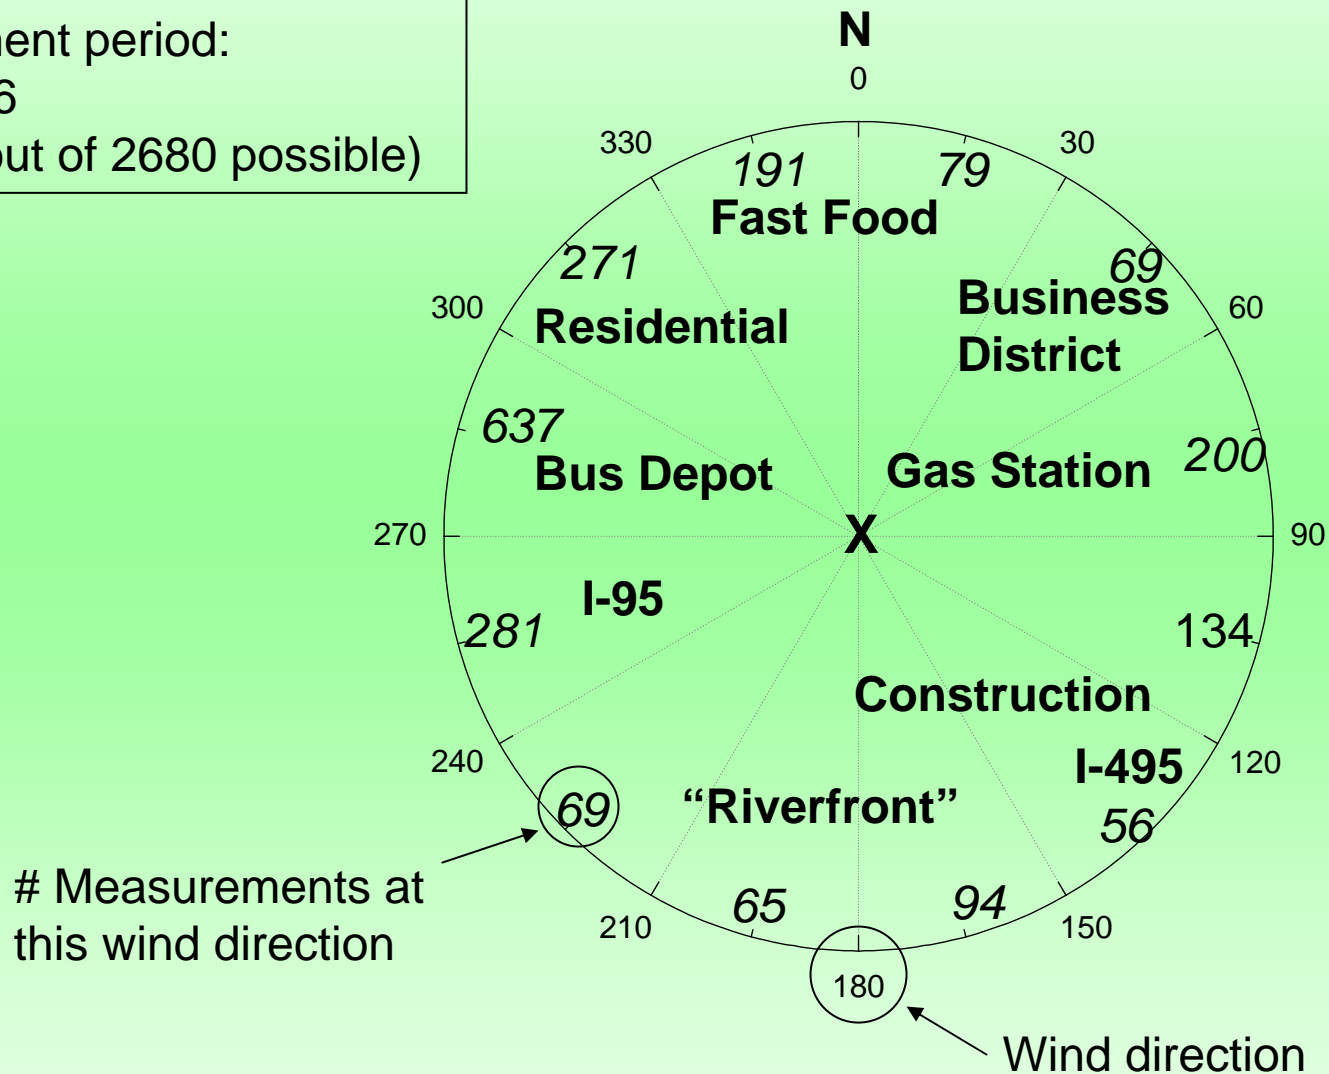 ment period:
6
out of 2680 possible)
N
0
330
30
191
79
Fast Food
271
69
300
Business
60
Residential
District
637
200
Bus Depot
Gas Station
270
X
90
I-95
281
134
Construction
240
I-495
120
69
“Riverfront”
56
# Measurements at
this wind direction
65
94
210
150
180
Wind direction